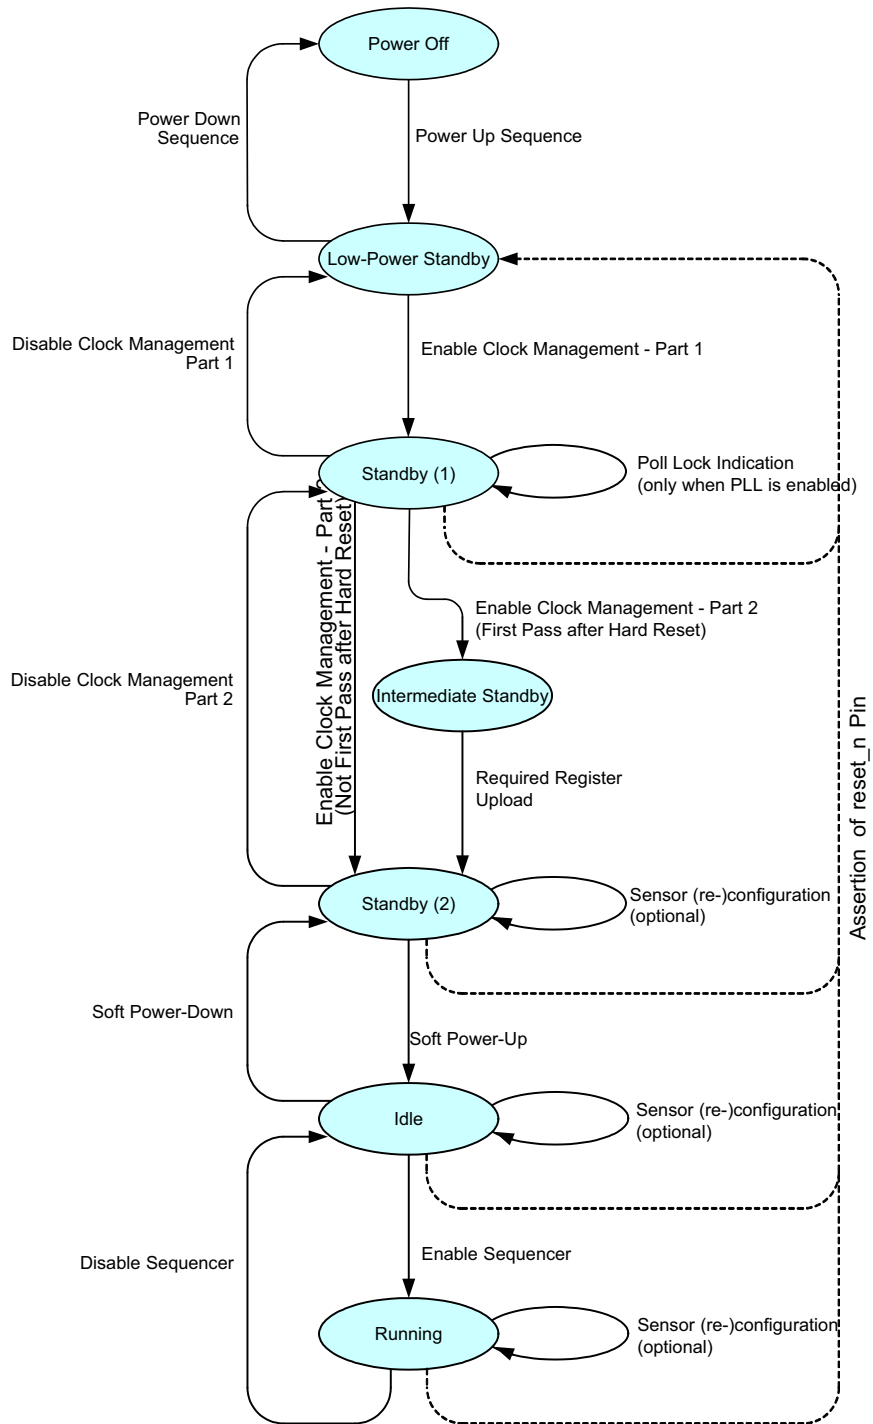 Power Off
Power Down
Sequence
Power Up Sequence
Low-Power Standby
Disable Clock Management
Part 1
Enable Clock Management - Part 1
Standby (1)
Poll Lock Indication
(only when PLL is enabled)
Enable Clock Management - Part
(Not First Pass after Hard Reset)
Enable Clock Management - Part 2
(First Pass after Hard Reset)
Disable Clock Management
Part 2
Intermediate Standby
Required Register
Upload
Assertion of reset_n Pin
Standby (2)
Sensor (re-)configuration
(optional)
Soft Power-Down
Soft Power-Up
Idle
Sensor (re-)configuration
(optional)
Disable Sequencer
Enable Sequencer
Running
Sensor (re-)configuration
(optional)